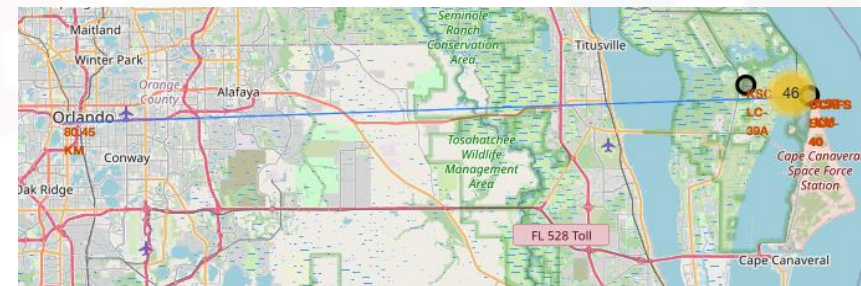 Maitland
Seminole
Ranch
Conservation
Area
Titusville
Winter Park
Orange
County
Alafaya
Orlando
80.45
KM
Conway
Oak Ridge
Tosohatchee
Wildlife
Management
Area
FL 528 Toll
KSC
LC-
39A
46
40
Cape Canaveral
Space Force
Station
Cape Canaveral